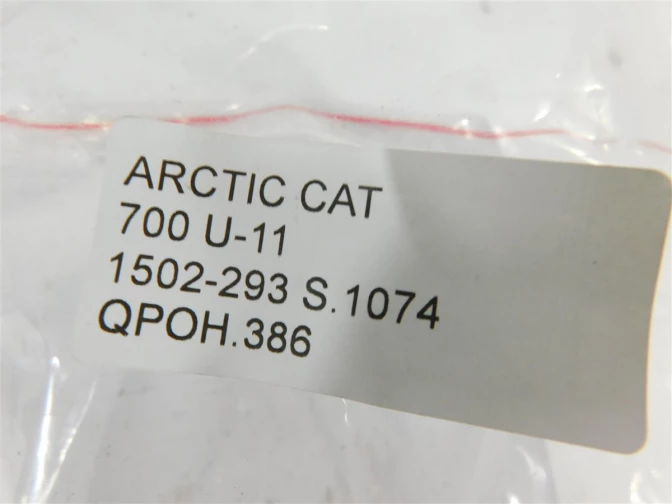 ARCTIC CAT
700 U-11
1502-293 S.1074
QPOH.386